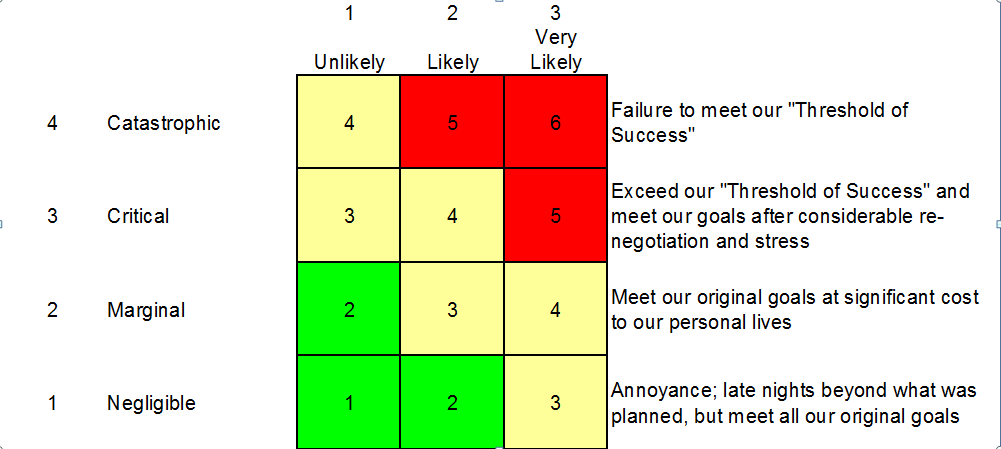 1 2 3
Very
Unlikely Likely Likely
4 Catastrophic 4 5 6 Failure to meet our "Threshold of
Success"
3 Critical 3 4 5 Exceed our "Threshold of Success" and
meet our goals after considerable re-
negotiation and stress
2 Marginal 2 3 4 Meet our original goals at significant cost
to our personal lives
1 Negligible 1 2 3 Annoyance; late nights beyond what was
planned, but meet all our original goals